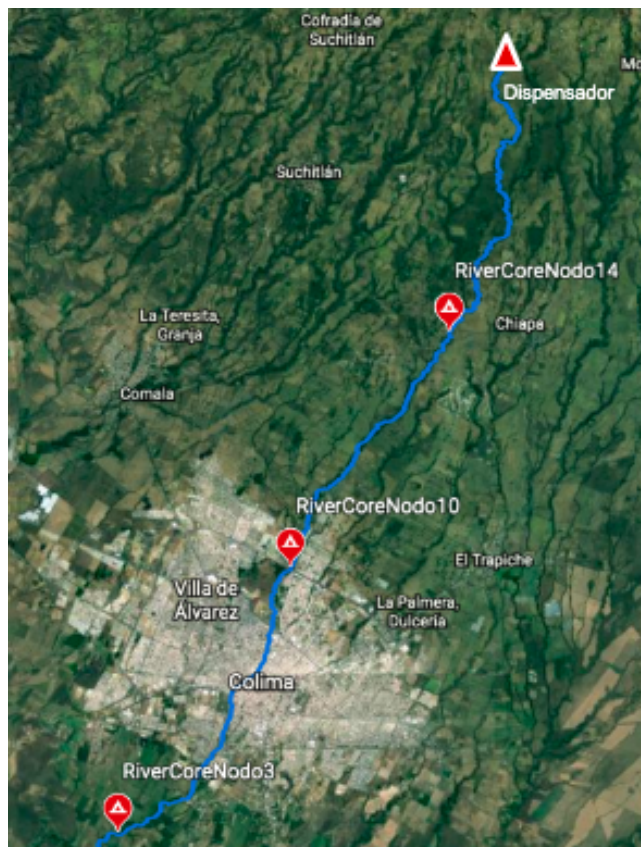 Cofradía de
Suchitlán
Dispensador
Suchitlán
RiverCoreNodo14
La Teresita,
Granja
Chiapa
Comala
RiverCoreNodo10
El Trapiche
Villa de
Álvarez
La Palmera,
Dulcería
Colima
RiverCoreNodo3